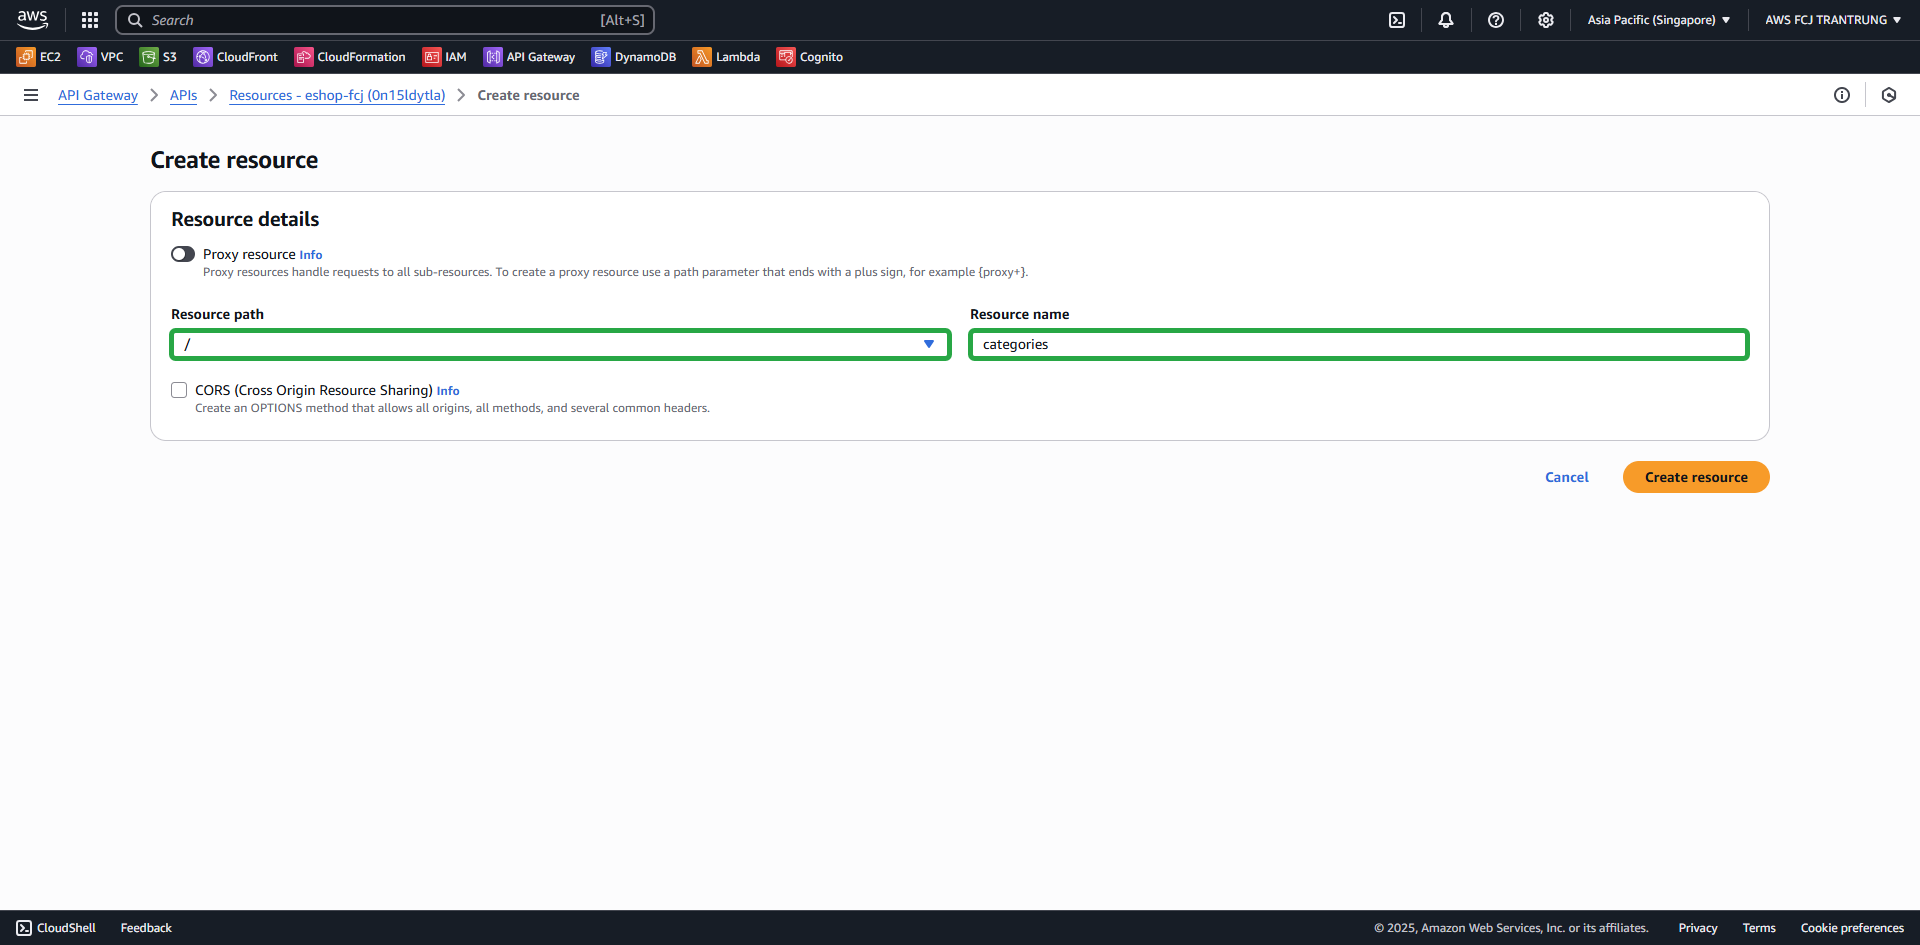 aws
Search [Alt+S]
Asia Pacific (Singapore)
AWS FCJ TRANTRUNG
EC2 VPC S3 CloudFront CloudFormation IAM API Gateway DynamoDB Lambda Cognito
API Gateway APIs Resources - eshop-fcj (0n15ldytla) Create resource
Create resource
Resource details
Proxy resource Info
Proxy resources handle requests to all sub-resources. To create a proxy resource use a path parameter that ends with a plus sign, for example {proxy+}.
Resource path Resource name
/ categories
CORS (Cross Origin Resource Sharing) Info
Create an OPTIONS method that allows all origins, all methods, and several common headers.
Cancel Create resource
CloudShell Feedback © 2025, Amazon Web Services, Inc. or its affiliates. Privacy Terms Cookie preferences